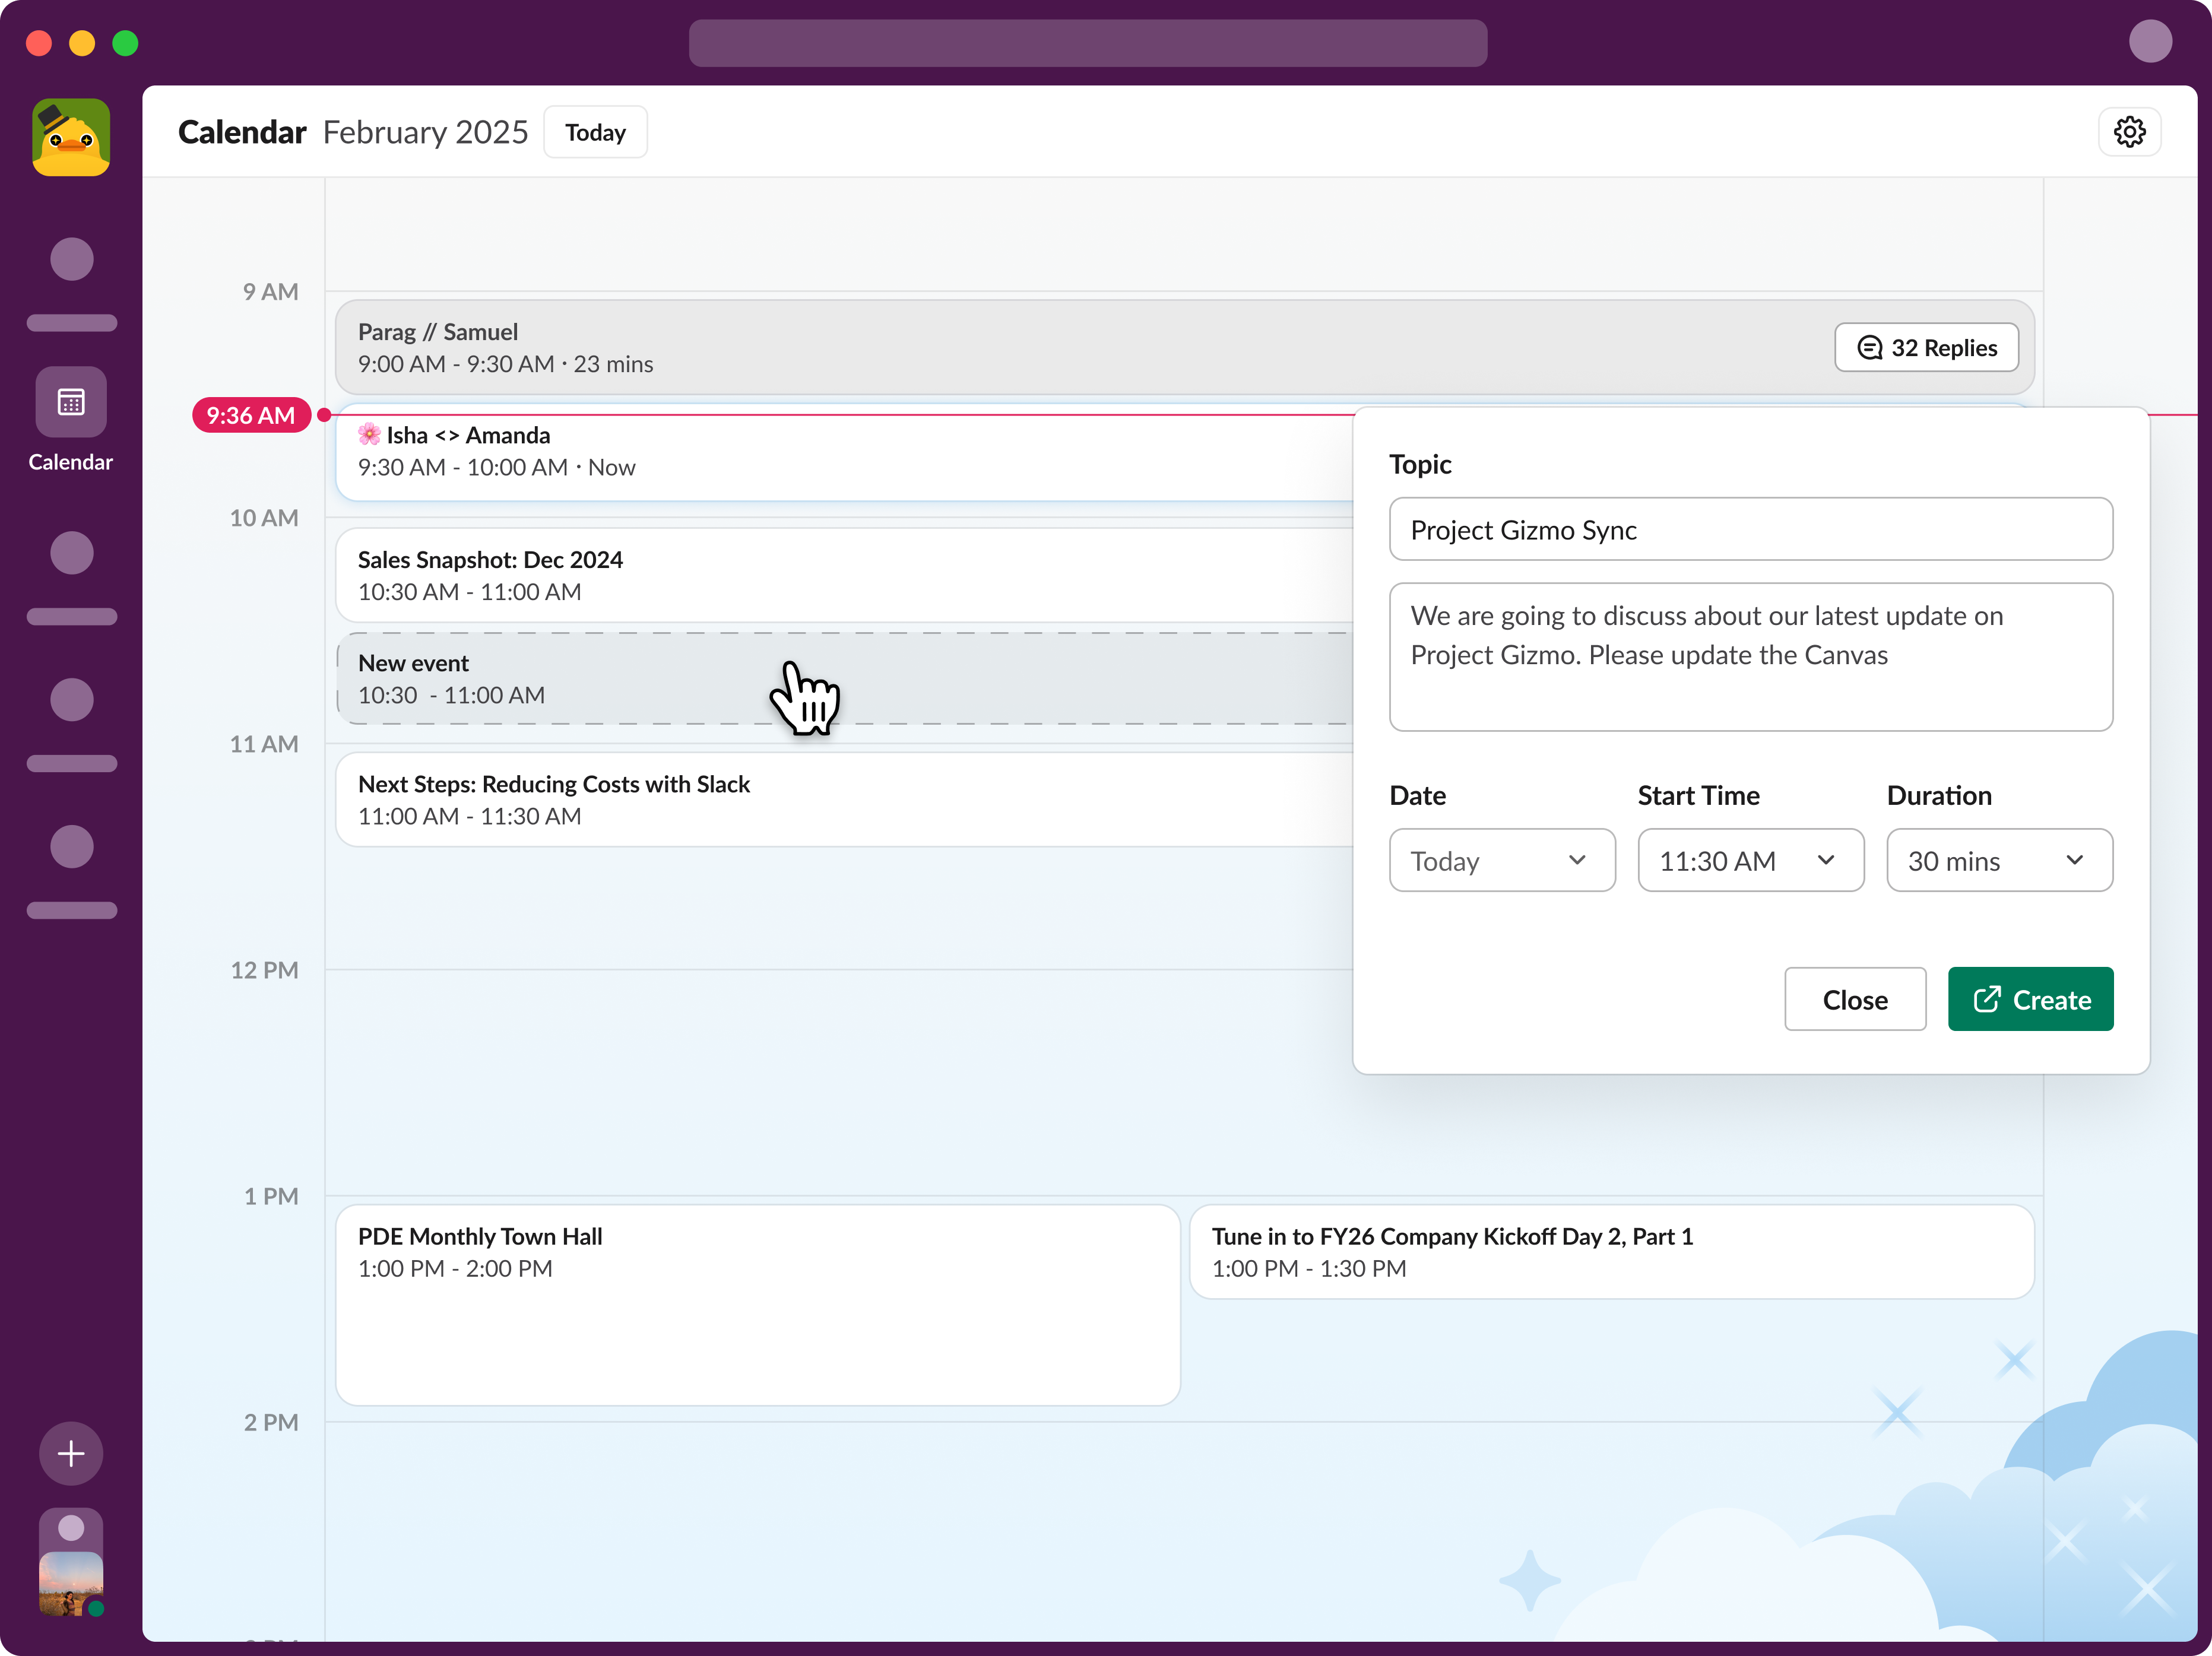 Calendar February 2025 Today
9 AM
Parag // Samuel
9:00 AM - 9:30 AM · 23 mins
32 Replies
9:36 AM
🌸 Isha <> Amanda
9:30 AM - 10:00 AM · Now
Calendar
10 AM
Sales Snapshot: Dec 2024
10:30 AM - 11:00 AM
New event
10:30 - 11:00 AM
11 AM
Next Steps: Reducing Costs with Slack
11:00 AM - 11:30 AM
12 PM
Topic
Project Gizmo Sync
We are going to discuss about our latest update on
Project Gizmo. Please update the Canvas
Date Start Time Duration
Today 11:30 AM 30 mins
Close Create
1 PM
PDE Monthly Town Hall
1:00 PM - 2:00 PM
Tune in to FY26 Company Kickoff Day 2, Part 1
1:00 PM - 1:30 PM
2 PM